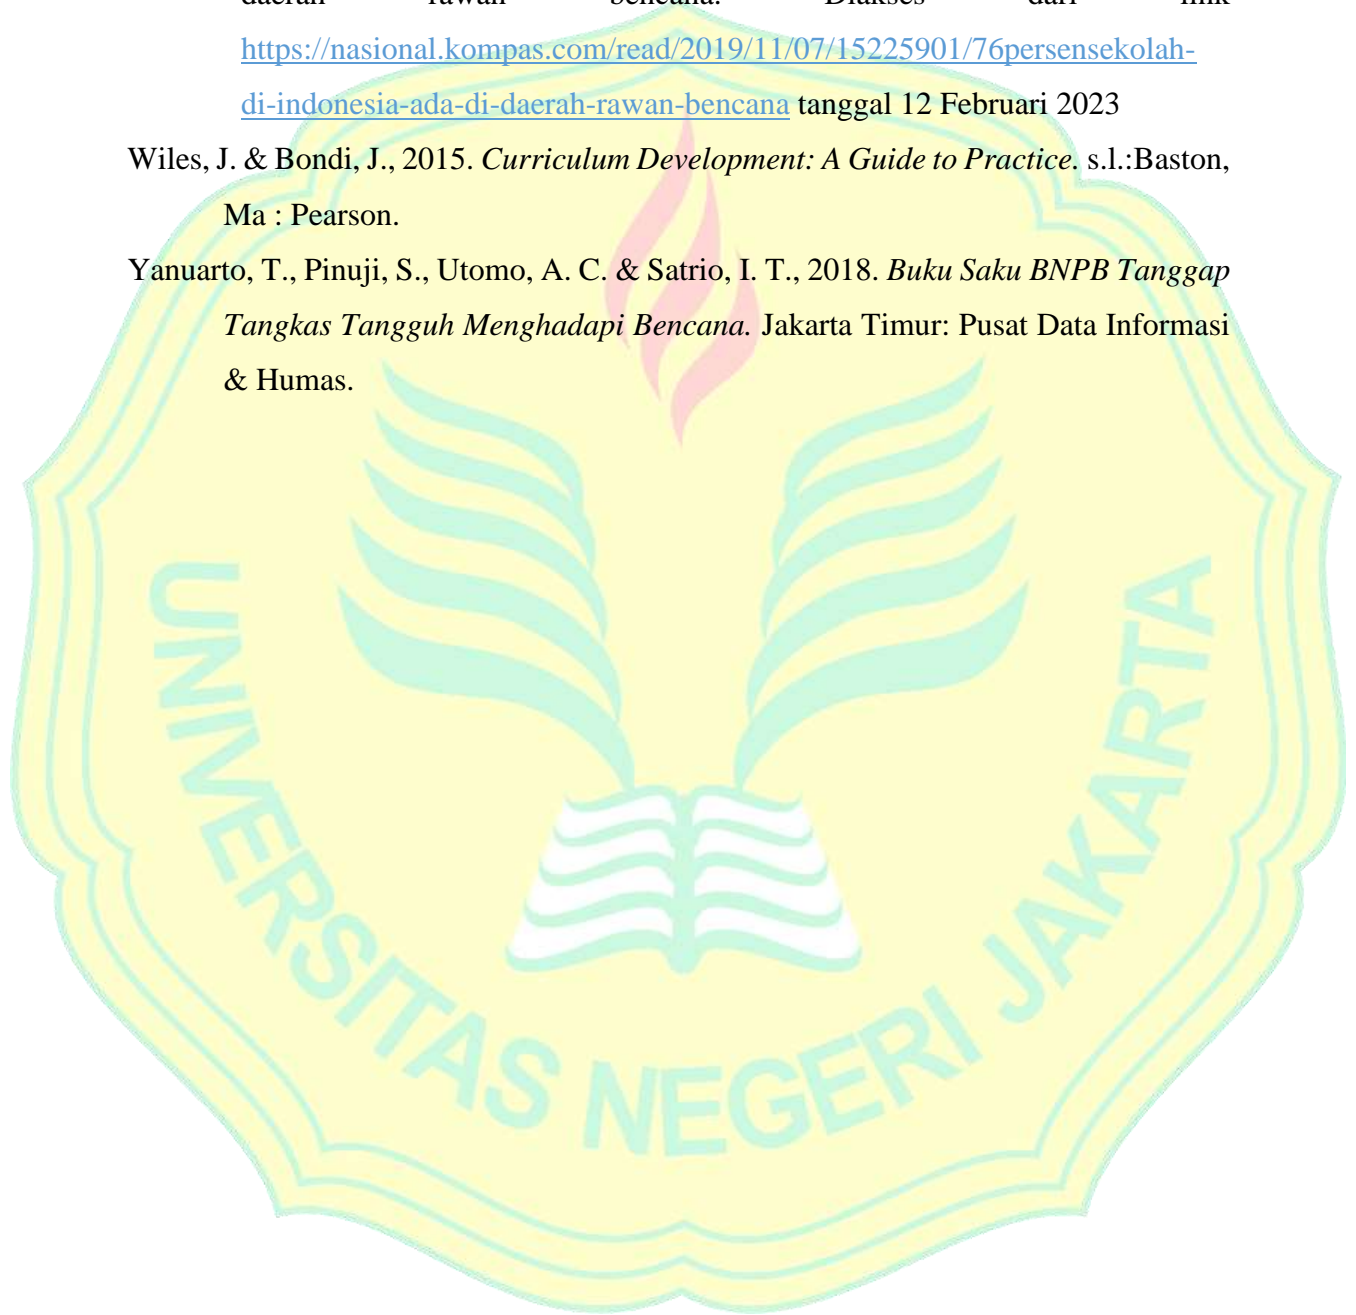 daerah rawan bencana. Diakses dari link
https://nasional.kompas.com/read/2019/11/07/15225901/76persensekolah-
di-indonesia-ada-di-daerah-rawan-bencana tanggal 12 Februari 2023
Wiles, J. & Bondi, J., 2015. Curriculum Development: A Guide to Practice. s.l.:Baston,
Ma : Pearson.
Yanuarto, T., Pinuji, S., Utomo, A. C. & Satrio, I. T., 2018. Buku Saku BNPB Tanggap
Tangkas Tangguh Menghadapi Bencana. Jakarta Timur: Pusat Data Informasi
& Humas.
UNIVERSITAS NEGERI JAKARTA